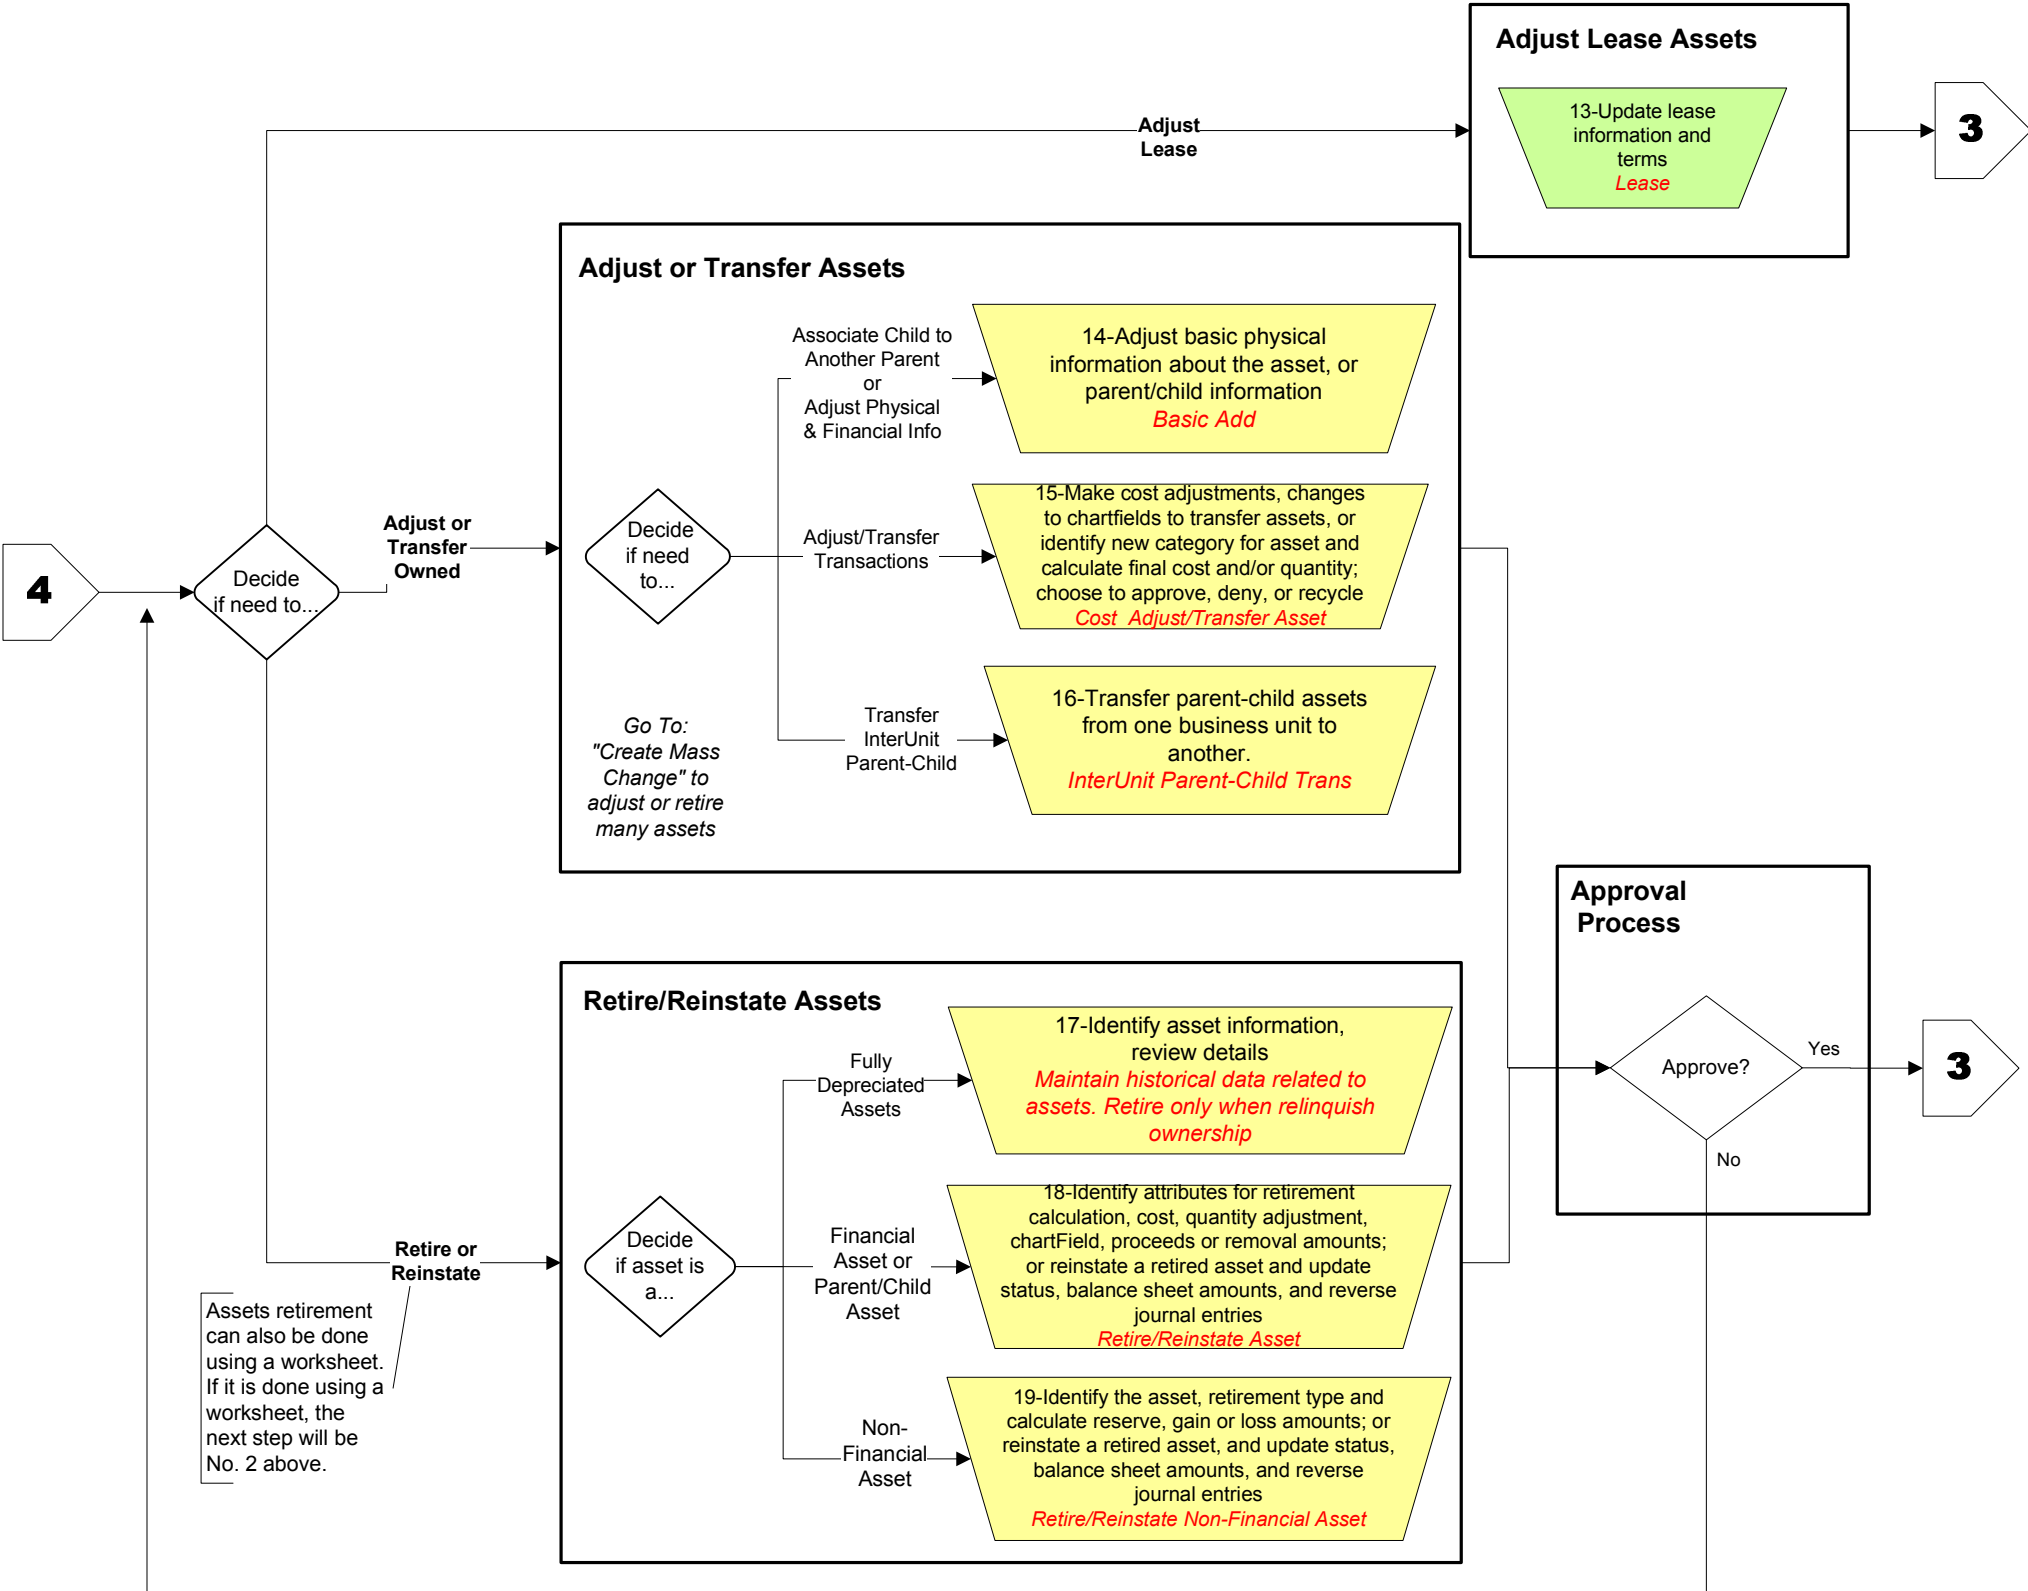 Adjust Lease Assets
13-Update lease
information and
terms
Lease
3
Adjust
Lease
Adjust or Transfer Assets
Associate Child to
Another Parent
or
Adjust Physical
& Financial Info
14-Adjust basic physical
information about the asset, or
parent/child information
Basic Add
4
Decide
if need to...
Adjust or
Transfer
Owned
Decide
if need
to...
Adjust/Transfer
Transactions
15-Make cost adjustments, changes
to chartfields to transfer assets, or
identify new category for asset and
calculate final cost and/or quantity;
choose to approve, deny, or recycle
Cost  Adjust/Transfer Asset
Go To:
"Create Mass
Change" to
adjust or retire
many assets
Transfer
InterUnit
Parent-Child
16-Transfer parent-child assets
from one business unit to
another.
InterUnit Parent-Child Trans
Approval
Process
Approve?
Yes
No
3
Retire/Reinstate Assets
Fully
Depreciated
Assets
17-Identify asset information,
review details
Maintain historical data related to
assets. Retire only when relinquish
ownership
Retire or
Reinstate
Decide
if asset is
a...
Financial
Asset or
Parent/Child
Asset
18-Identify attributes for retirement
calculation, cost, quantity adjustment,
chartField, proceeds or removal amounts;
or reinstate a retired asset and update
status, balance sheet amounts, and reverse
journal entries
Retire/Reinstate Asset
Assets retirement
can also be done
using a worksheet.
If it is done using a
worksheet, the
next step will be
No. 2 above.
Non-
Financial
Asset
19-Identify the asset, retirement type and
calculate reserve, gain or loss amounts; or
reinstate a retired asset, and update status,
balance sheet amounts, and reverse
journal entries
Retire/Reinstate Non-Financial Asset